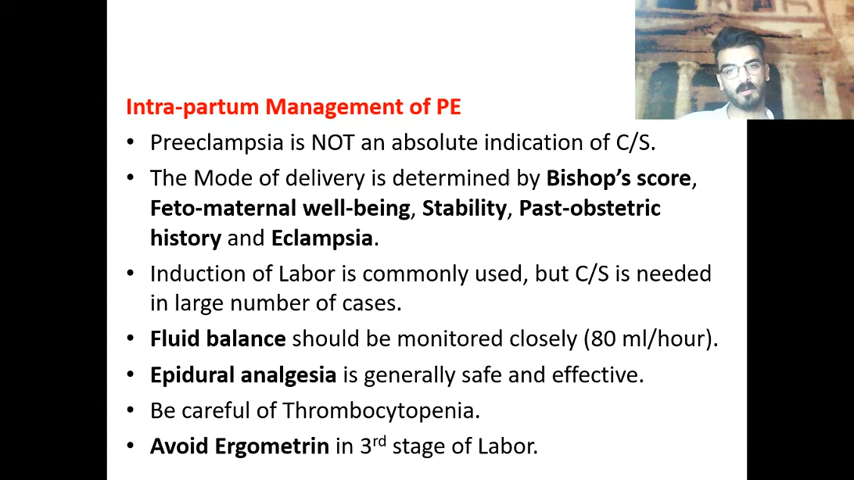 Intra-partum Management of PE
• Preeclampsia is NOT an absolute indication of C/S.
• The Mode of delivery is determined by Bishop’s score,
Feto-maternal well-being, Stability, Past-obstetric
history and Eclampsia.
• Induction of Labor is commonly used, but C/S is needed
in large number of cases.
• Fluid balance should be monitored closely (80 ml/hour).
• Epidural analgesia is generally safe and effective.
• Be careful of Thrombocytopenia.
• Avoid Ergometrin in 3rd stage of Labor.